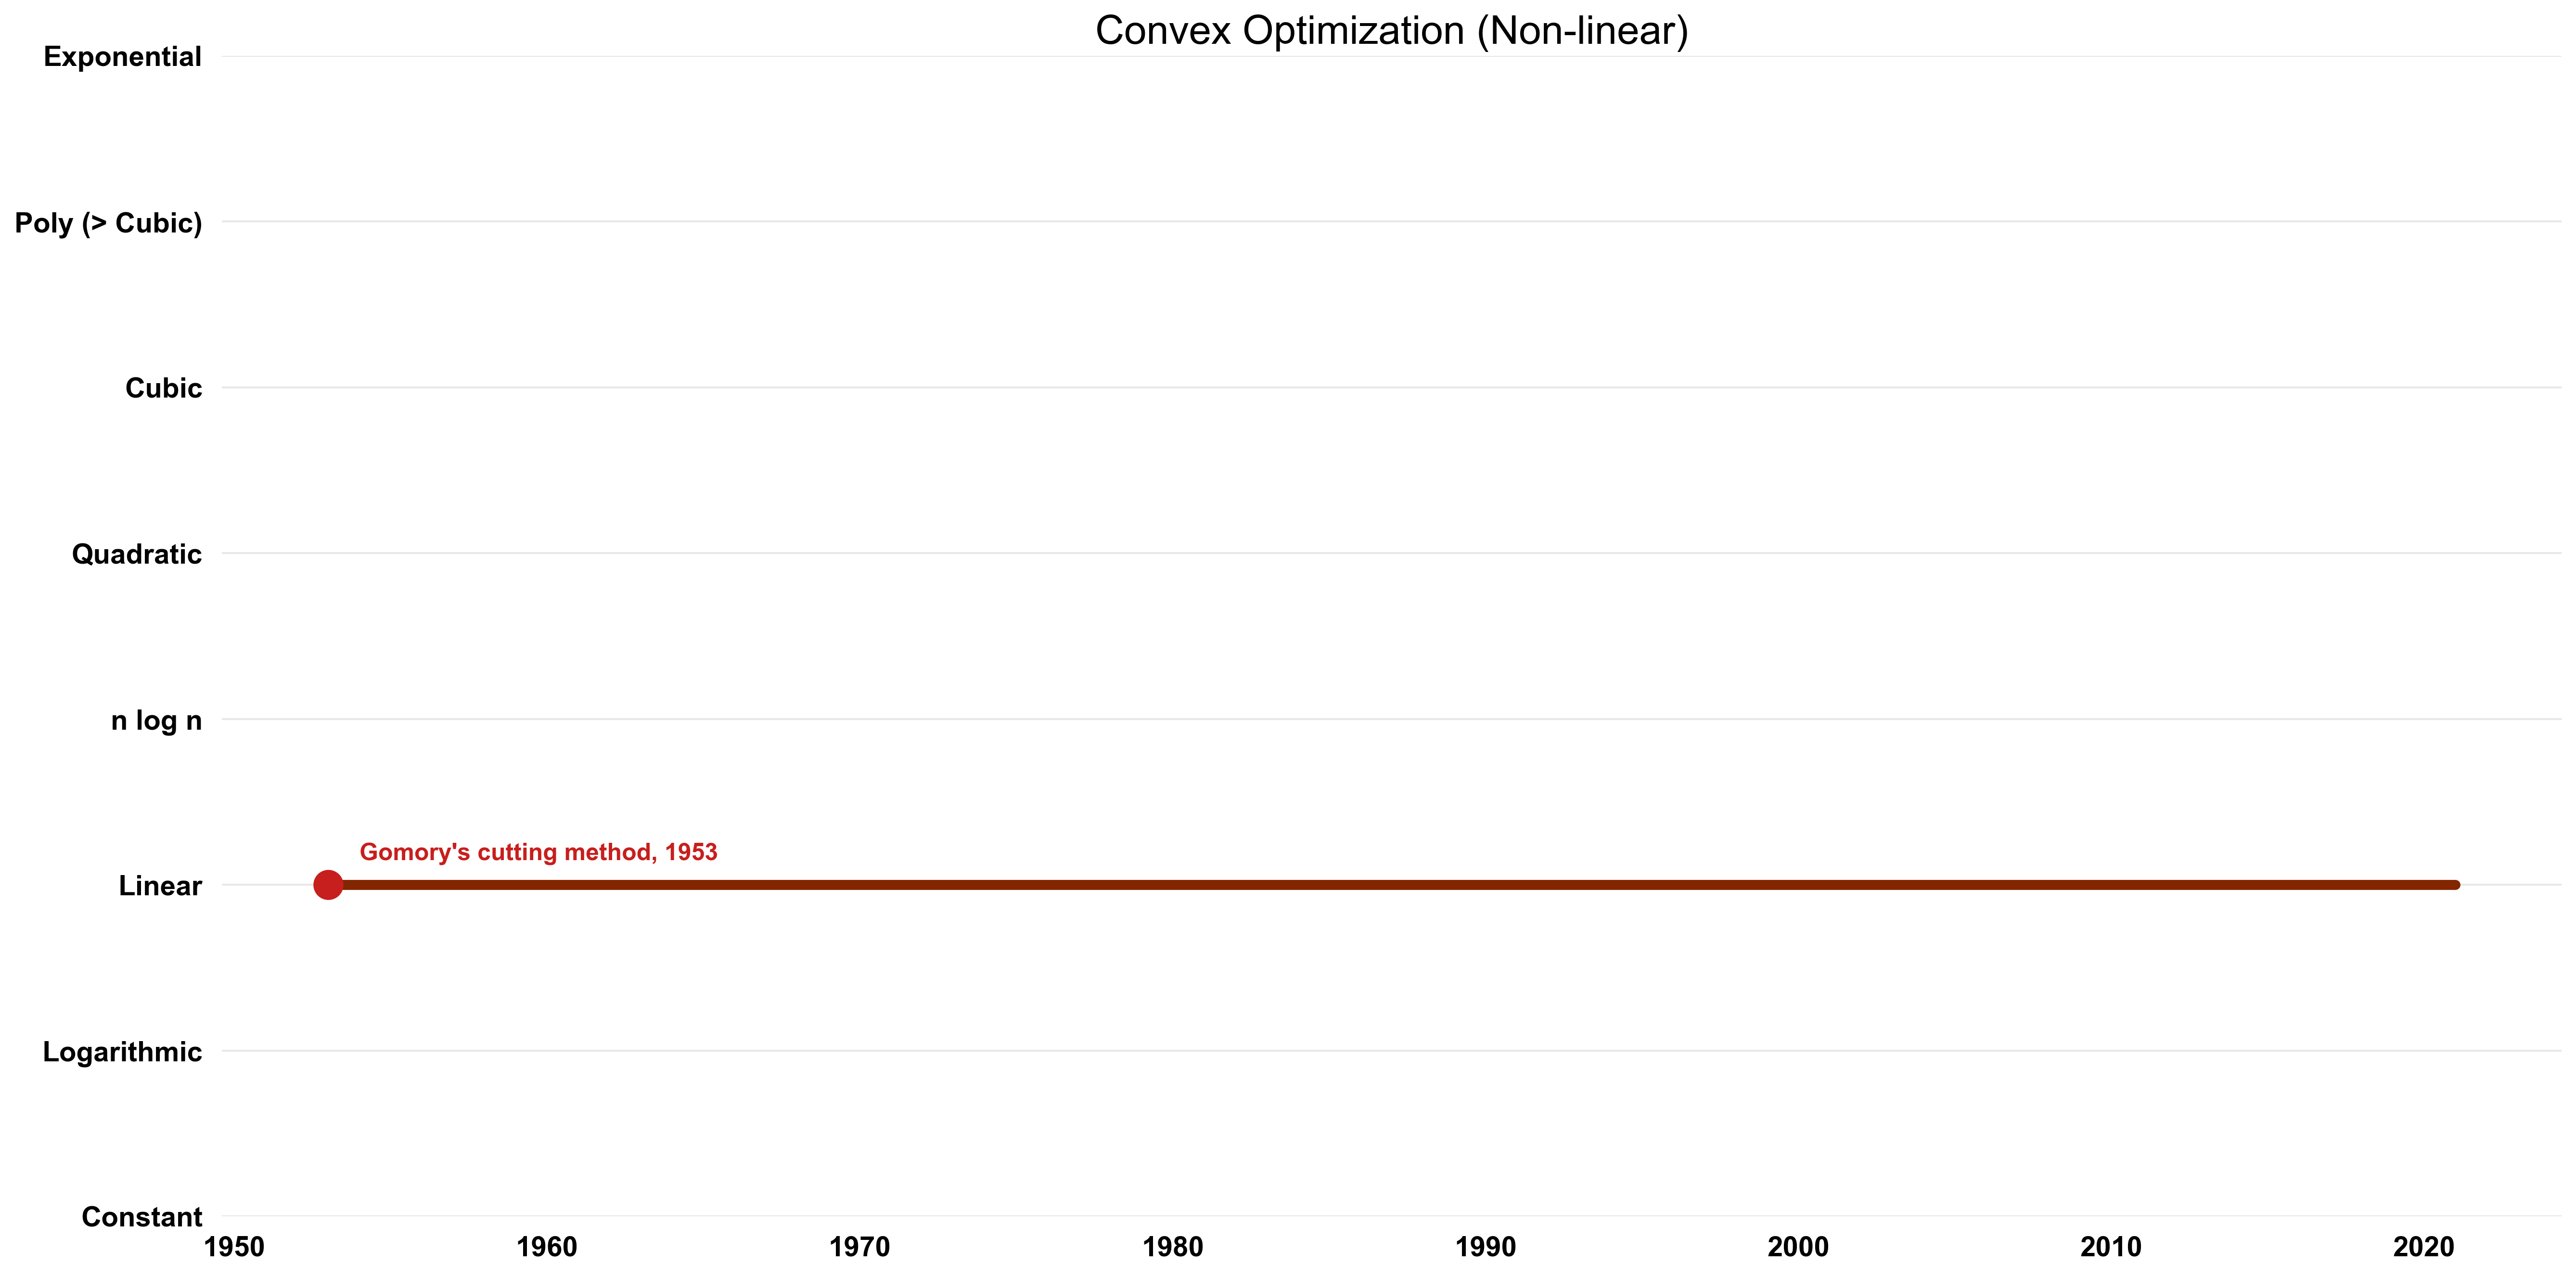 Convex Optimization (Non-linear)
Exponential
Poly (> Cubic)
Cubic
Quadratic
n log n
Gomory's cutting method, 1953
Linear
Logarithmic
Constant
1950 1960 1970 1980 1990 2000 2010 2020